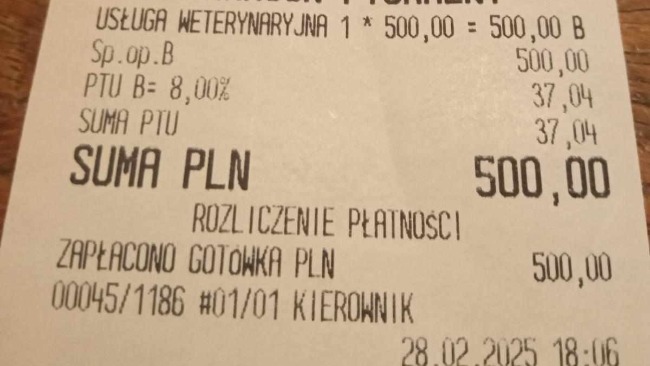 USŁUGA WETERYNARYJNA 1 * 500,00 = 500,00 B
Sp.op.B 500,00
PTU B= 8,00% 37,04
SUMA PTU 37,04
SUMA PLN 500,00
ROZLICZENIE PŁATNOŚCI
ZAPŁACONO GOTÓWKA PLN 500,00
00045/1186 #01/01 KIEROWNIK
28.02.2025 18:06